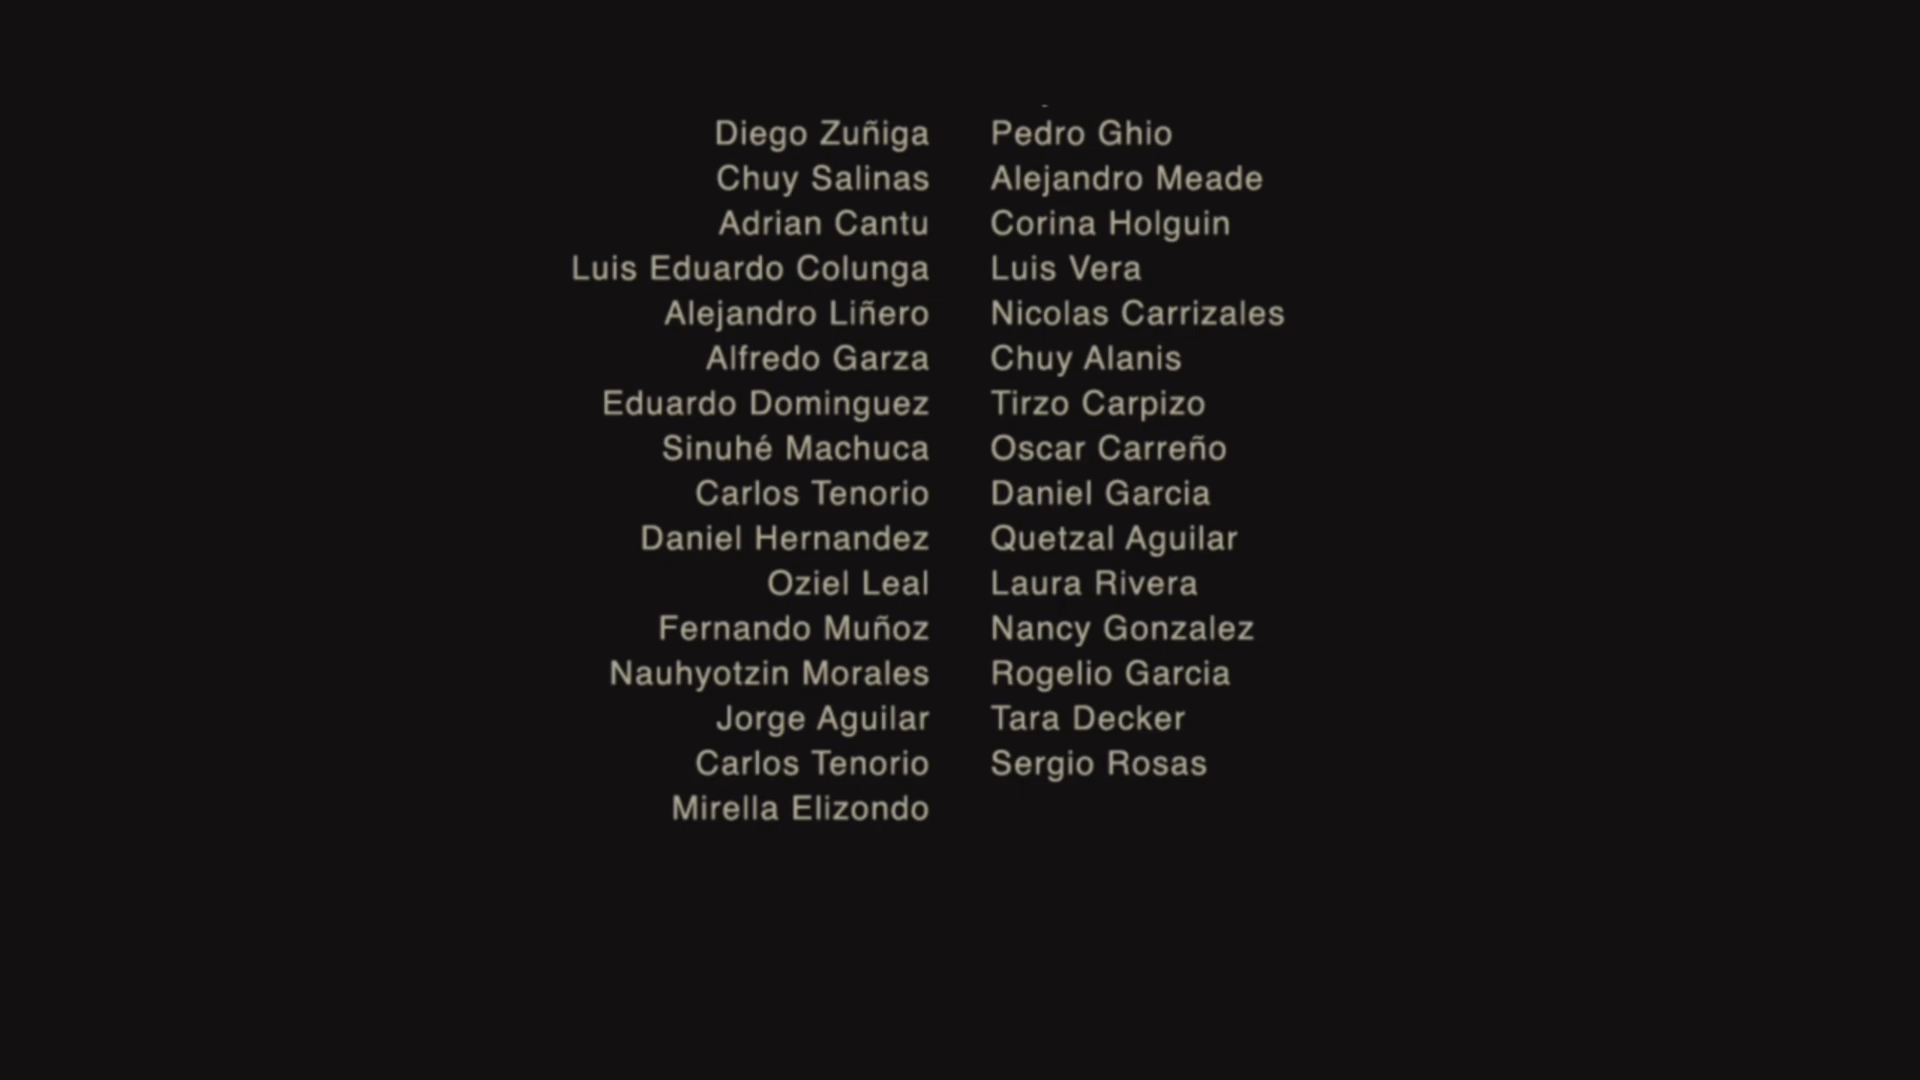 Diego Zuñiga Pedro Ghio
Chuy Salinas Alejandro Meade
Adrian Cantu Corina Holguin
Luis Eduardo Colunga Luis Vera
Alejandro Liñero Nicolas Carrizales
Alfredo Garza Chuy Alanis
Eduardo Dominguez Tirzo Carpizo
Sinuhé Machuca Oscar Carreño
Carlos Tenorio Daniel Garcia
Daniel Hernandez Quetzal Aguilar
Oziel Leal Laura Rivera
Fernando Muñoz Nancy Gonzalez
Nauhyotzin Morales Rogelio Garcia
Jorge Aguilar Tara Decker
Carlos Tenorio Sergio Rosas
Mirella Elizondo